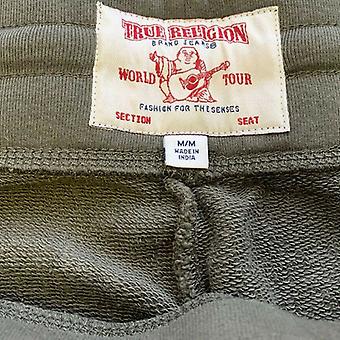 TRUE RELIGION
BRAND JEANS®
WORLD TOUR
FASHION FOR THE SENSES
SECTION SEAT
M/M
MADE IN
INDIA